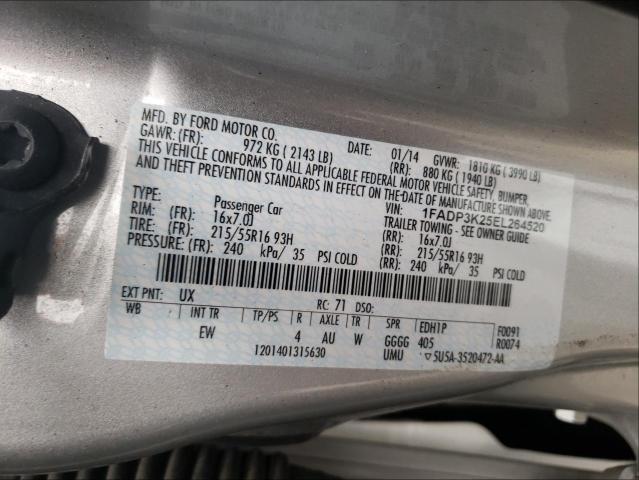 MFD. BY FORD MOTOR CO.
DATE: 01/14 GVWR: 1810 KG ( 3990 LB)
GAWR: (FR): 972 KG ( 2143 LB) (RR): 880 KG ( 1940 LB)
THIS VEHICLE CONFORMS TO ALL APPLICABLE FEDERAL MOTOR VEHICLE SAFETY, BUMPER,
AND THEFT PREVENTION STANDARDS IN EFFECT ON THE DATE OF MANUFACTURE SHOWN ABOVE.
VIN: 1FADP3K25EL264520
TYPE: Passenger Car TRAILER TOWING - SEE OWNER GUIDE
RIM: (FR): 16x7.0J (RR): 16x7.0J
TIRE: (FR): 215/55R16 93H (RR): 215/55R16 93H
PRESSURE: (FR): 240 kPa/ 35 PSI COLD (RR): 240 kPa/ 35 PSI COLD
EXT PNT: UX RC: 71 DSO:
WB INT TR TP/PS R AXLE TR SPR EDH1P F0091
EW 4 AU W GGGG 405 R0074
1201401315630 UMU ▽ 5U5A-3520472-AA